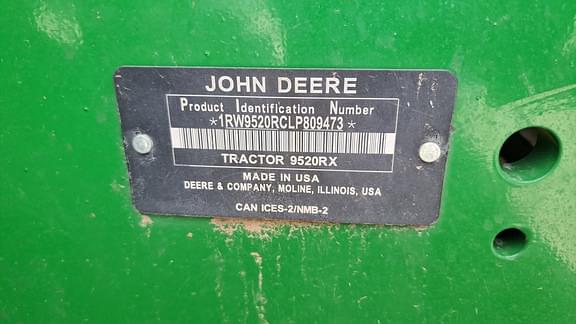 JOHN DEERE
Product Identification Number
*1RW9520RCLP809473*
TRACTOR 9520RX
MADE IN USA
DEERE & COMPANY, MOLINE, ILLINOIS, USA
CAN ICES-2/NMB-2